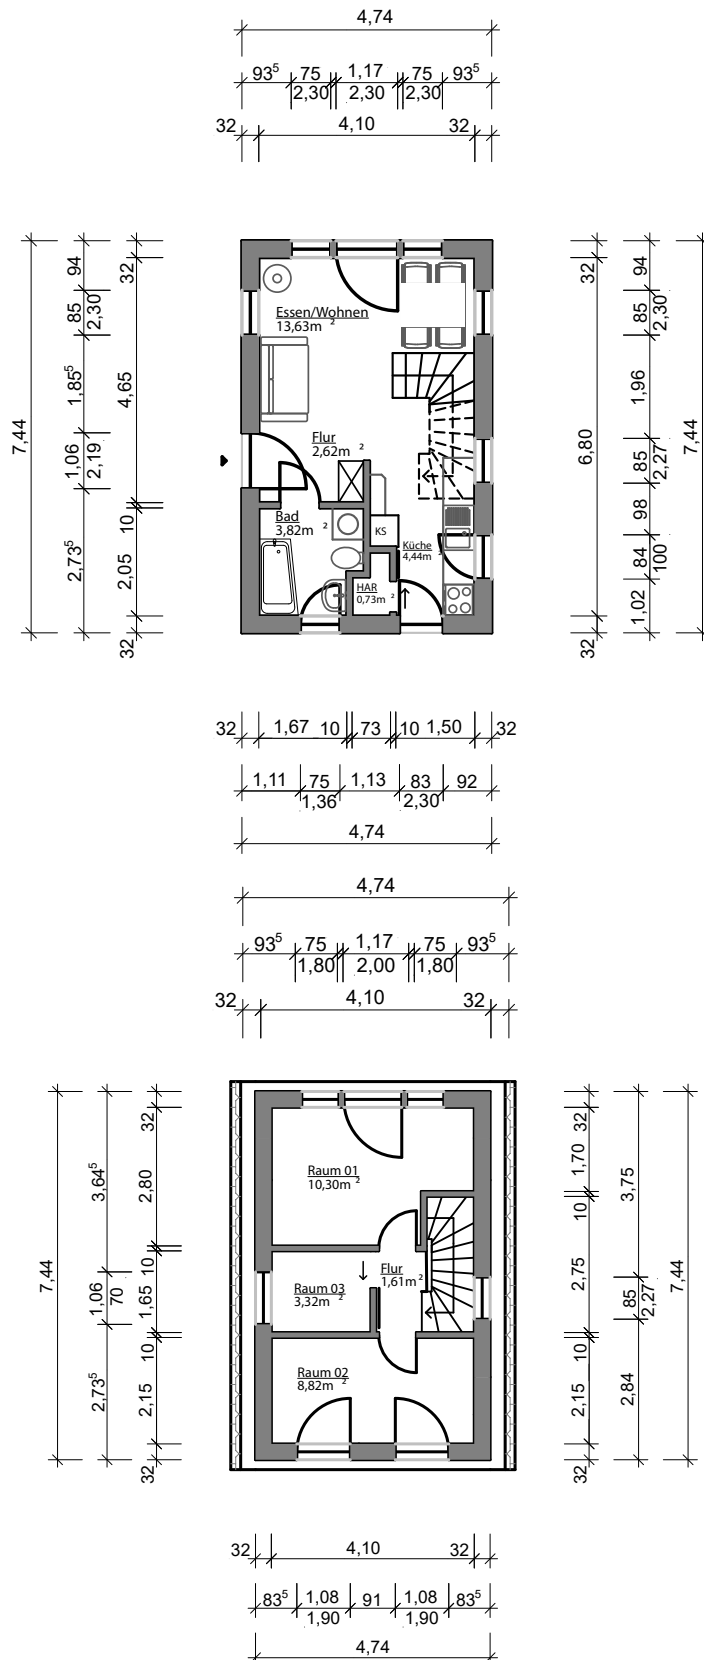 4,74
93⁵ 75 1,17 75 93⁵
2,30 2,30 2,30
32 4,10 32
7,44
94
85
2,30
1,85⁵
1,06
2,19
2,73⁵
32
4,65
10
2,05
32
Essen/Wohnen
13,63m ²
Flur
2,62m ²
Bad
3,82m ²
KS
Küche
4,44m ²
HAR
0,73m ²
32
6,80
32
94
85
2,30
1,96
85
2,27
98
84
100
1,02
7,44
32 1,67 10 73 10 1,50 32
1,11 75 1,13 83 92
1,36 2,30
4,74
4,74
93⁵ 75 1,17 75 93⁵
1,80 2,00 1,80
32 4,10 32
7,44
3,64⁵
1,06
70
2,73⁵
32
2,80
10
1,65
10
2,15
32
Raum 01
10,30m ²
Flur
1,61m ²
Raum 03
3,32m ²
Raum 02
8,82m ²
32
1,70
10
2,75
10
2,15
32
3,75
85
2,27
2,84
7,44
32 4,10 32
83⁵ 1,08 91 1,08 83⁵
1,90 1,90
4,74